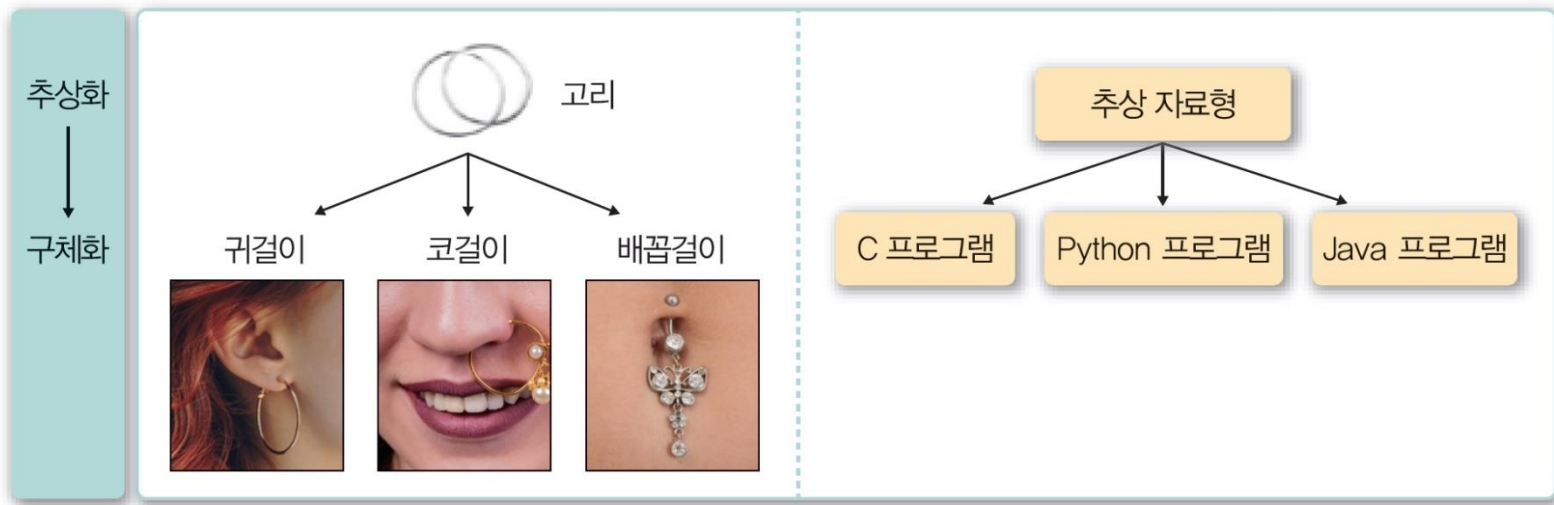 추상화
구체화
고리
귀걸이
코걸이
배꼽걸이
추상 자료형
C 프로그램
Python 프로그램
Java 프로그램